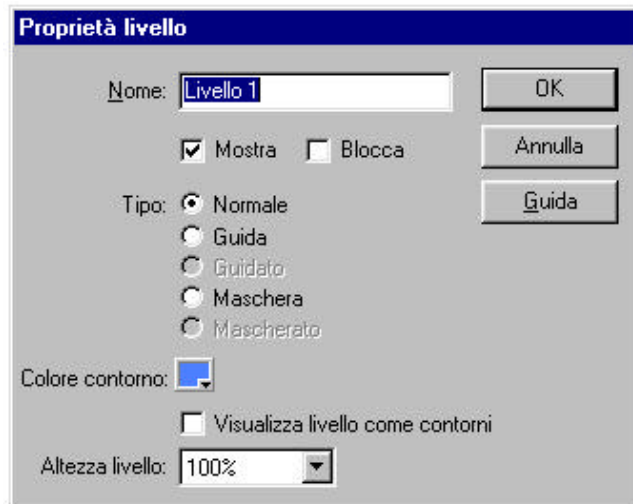 Proprietà livello
Nome: Livello 1 OK
Mostra Blocca Annulla
Tipo: Normale Guida
Guida
Guidato
Maschera
Mascherato
Colore contorno:
Visualizza livello come contorni
Altezza livello: 100%